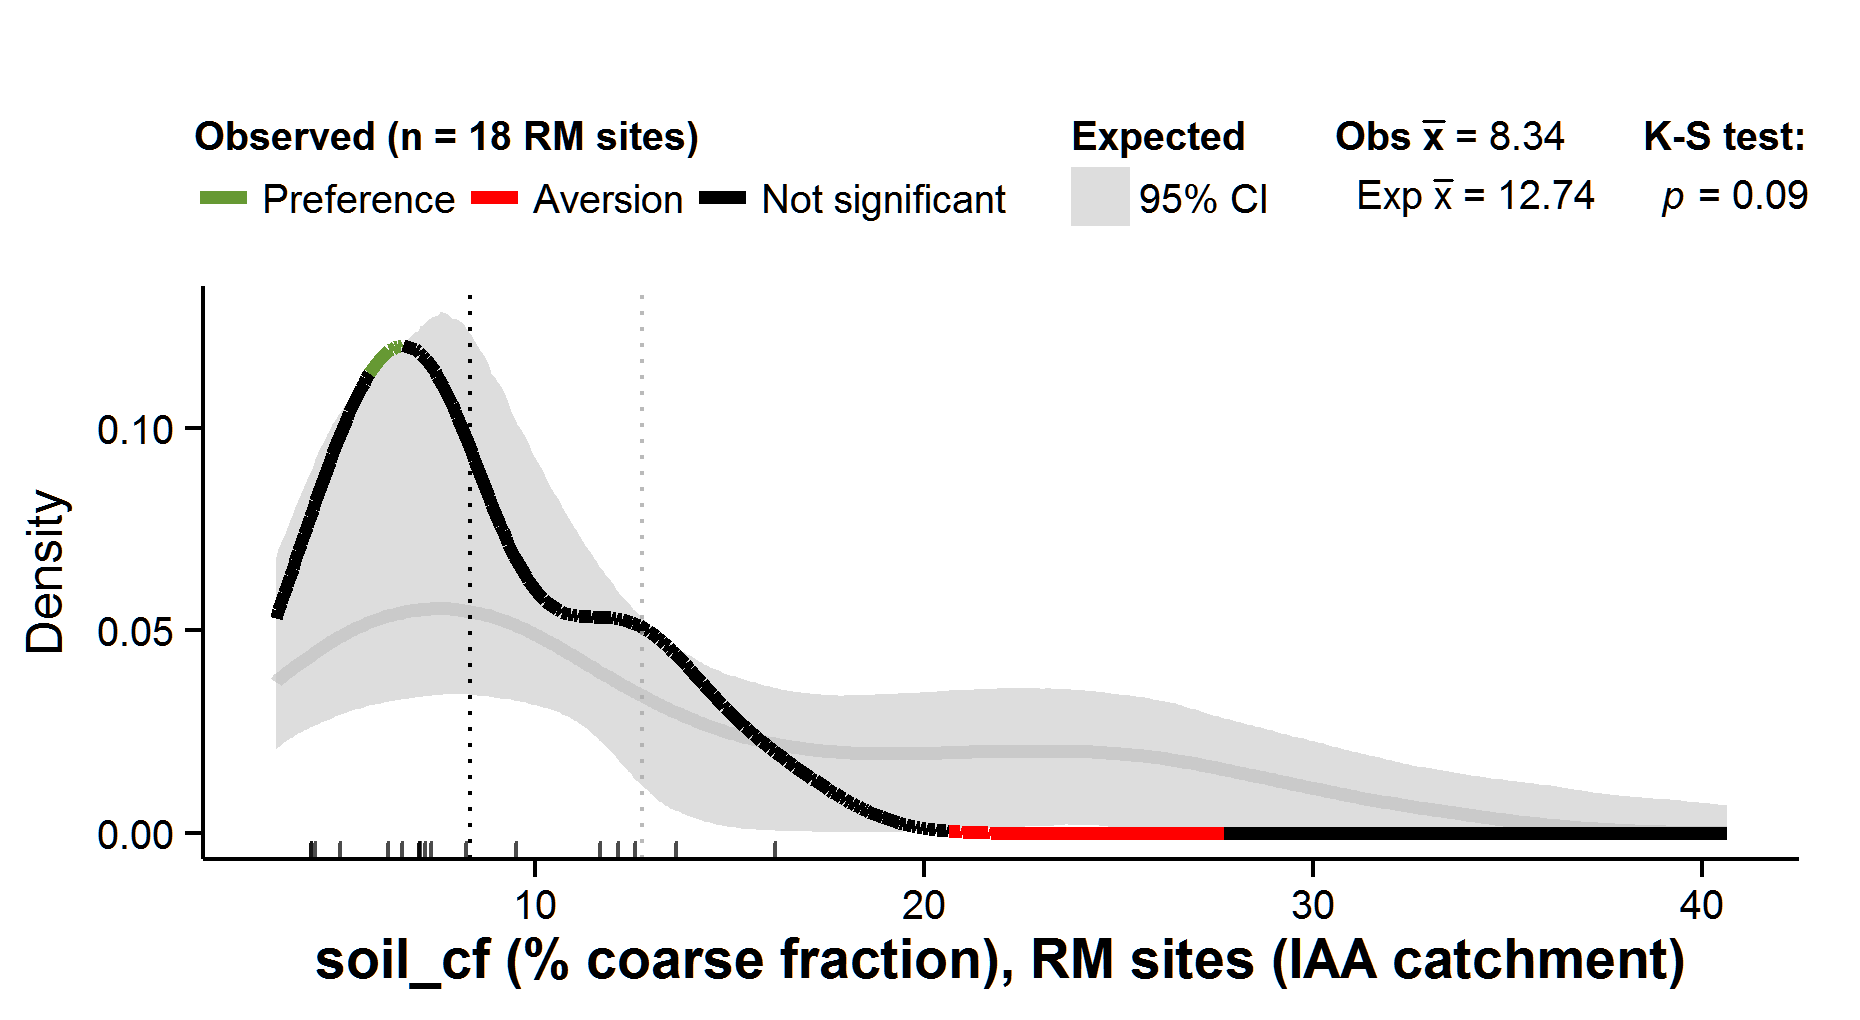 Observed (n = 18 RM sites) Expected Obs x̅ = 8.34 K-S test:
Preference Aversion Not significant 95% CI Exp x̅ = 12.74 p = 0.09
Density
0.10
0.05
0.00
10 20 30 40
soil_cf (% coarse fraction), RM sites (IAA catchment)